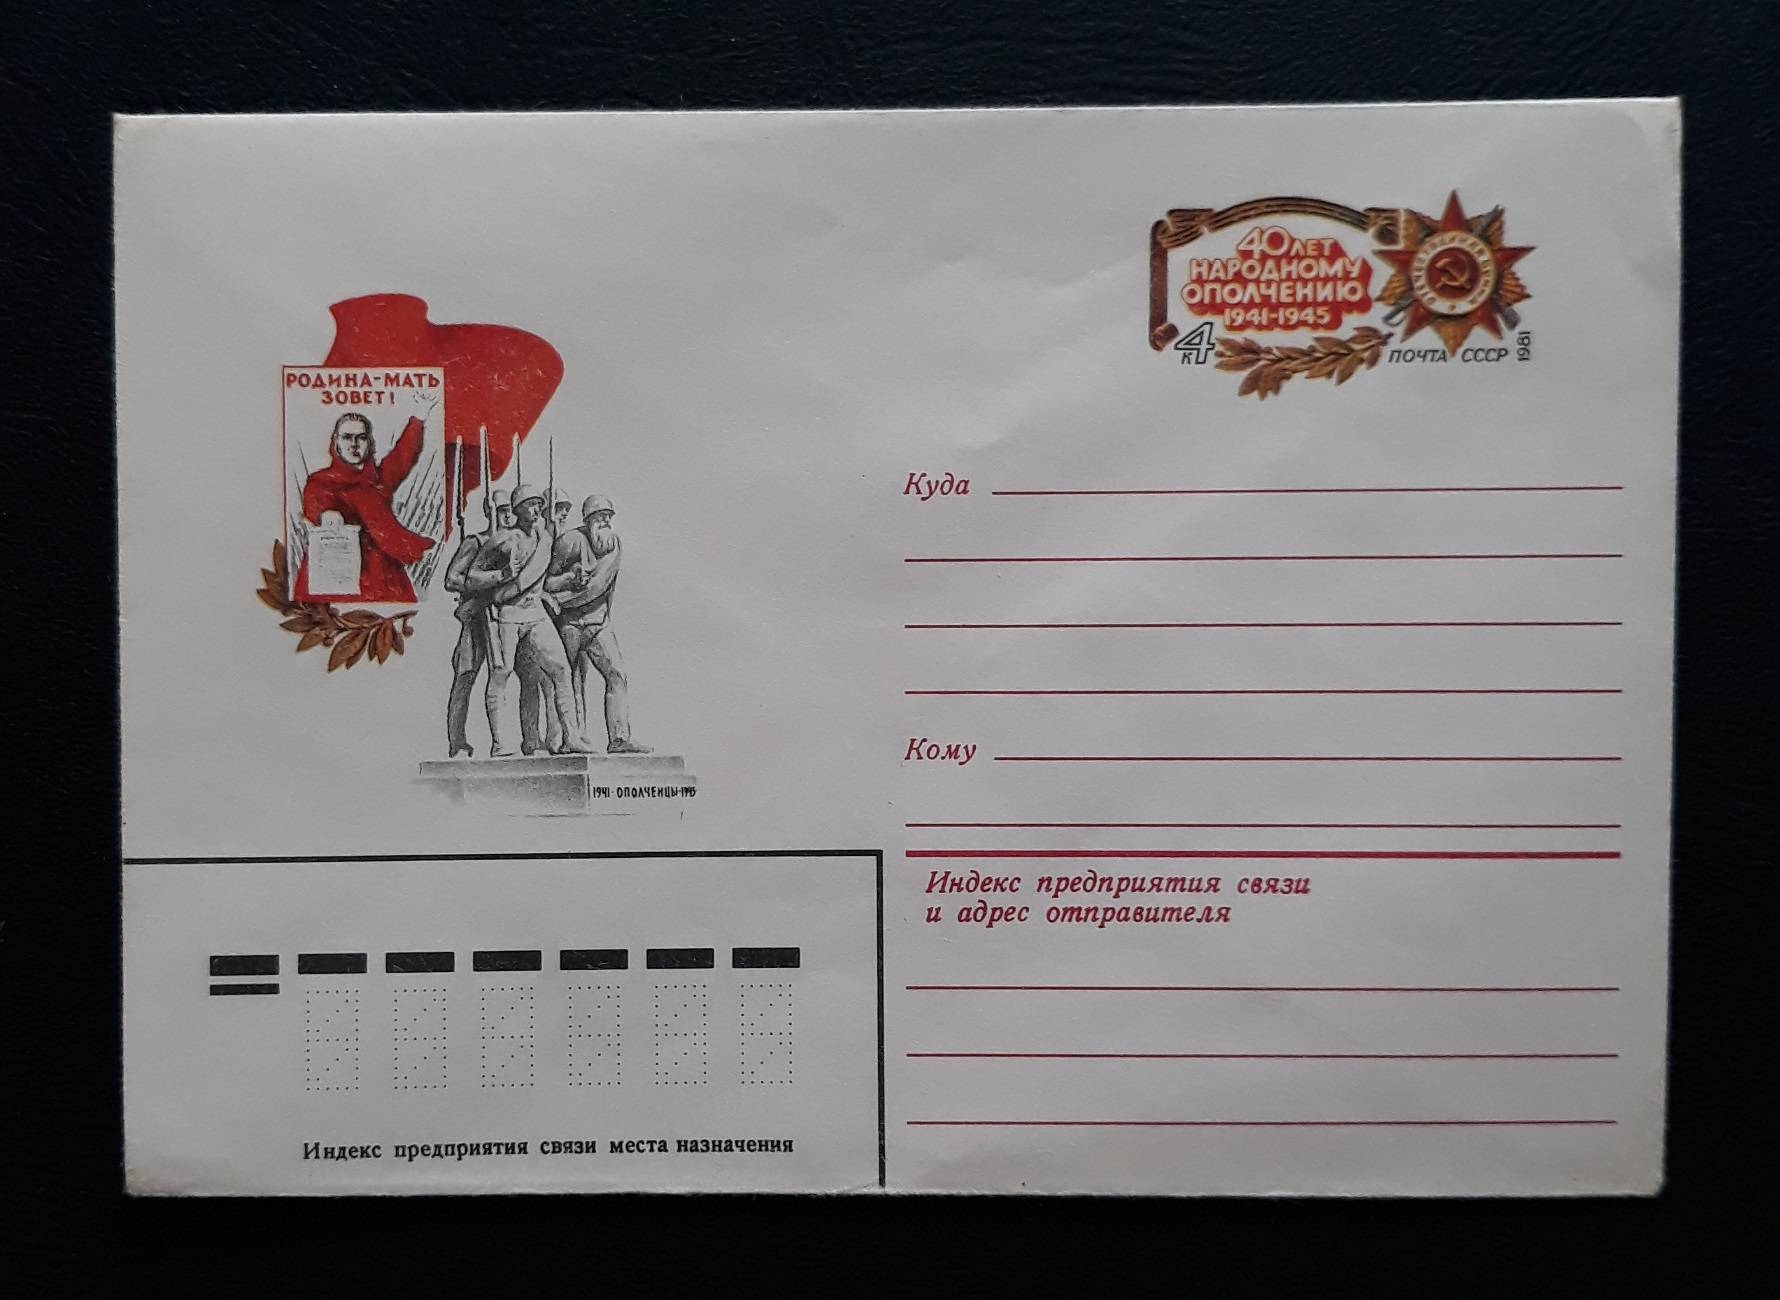 40 ЛЕТ
НАРОДНОМУ
ОПОЛЧЕНИЮ
1941-1945
4
К
ПОЧТА СССР 1981
РОДИНА-МАТЬ
ЗОВЕТ!
1941·ОПОЛЧЕНЦЫ·1945
Куда
Кому
Индекс предприятия связи
и адрес отправителя
Индекс предприятия связи места назначения